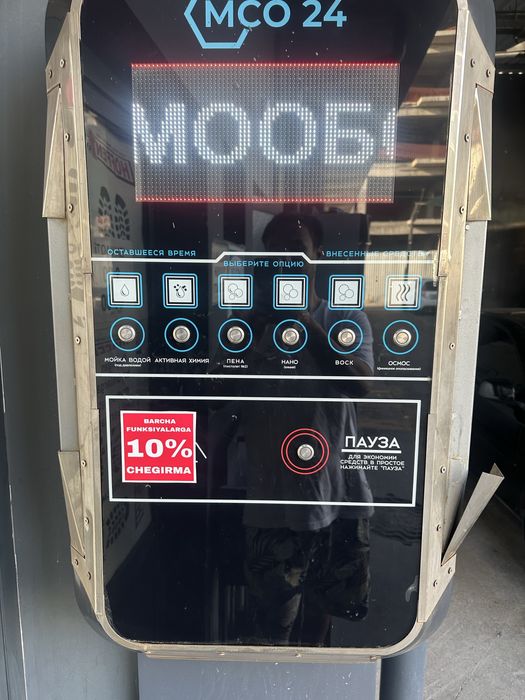 МСО 24
МООБ
ОСТАВШЕЕСЯ ВРЕМЯ
ВНЕСЕННЫЕ СРЕДСТВА
ВЫБЕРИТЕ ОПЦИЮ
МОЙКА ВОДОЙ АКТИВНАЯ ХИМИЯ ПЕНА НАНО ВОСК ОСМОС
BARCHA
FUNKSIYALARGA
10%
CHEGIRMA
ПАУЗА
ДЛЯ ЭКОНОМИИ
СРЕДСТВ В ПРОСТОЕ
НАЖИМАЙТЕ "ПАУЗА"